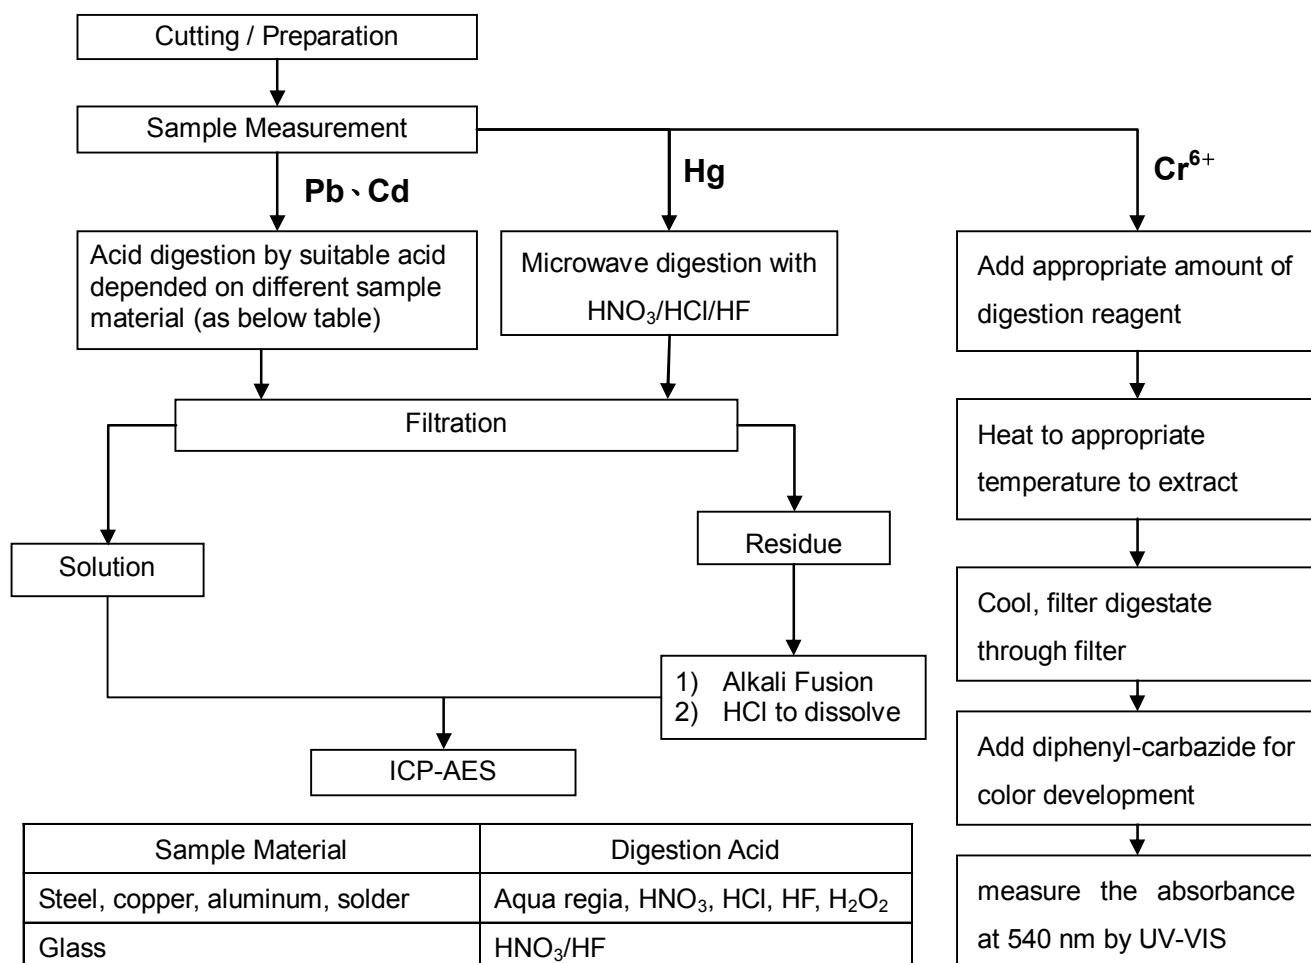 Cutting / Preparation
Sample Measurement
Pb、Cd
Hg
Cr⁶⁺
Acid digestion by suitable acid
depended on different sample
material (as below table)
Microwave digestion with
HNO₃/HCl/HF
Add appropriate amount of
digestion reagent
Filtration
Heat to appropriate
temperature to extract
Solution
Residue
Cool, filter digestate
through filter
1) Alkali Fusion
2) HCl to dissolve
ICP-AES
Add diphenyl-carbazide for
color development
measure the absorbance
at 540 nm by UV-VIS
Sample Material Digestion Acid
Steel, copper, aluminum, solder Aqua regia, HNO₃, HCl, HF, H₂O₂
Glass HNO₃/HF